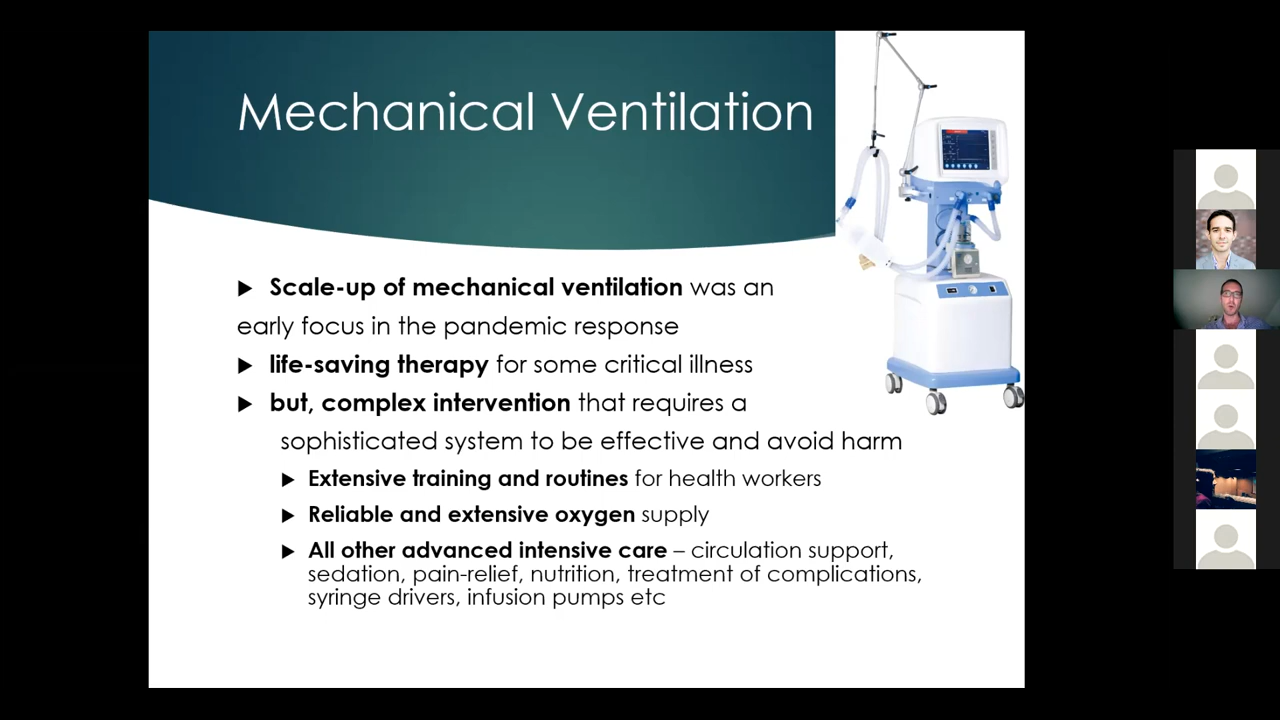 Mechanical Ventilation
Scale-up of mechanical ventilation was an
early focus in the pandemic response
life-saving therapy for some critical illness
but, complex intervention that requires a
sophisticated system to be effective and avoid harm
Extensive training and routines for health workers
Reliable and extensive oxygen supply
All other advanced intensive care – circulation support,
sedation, pain-relief, nutrition, treatment of complications,
syringe drivers, infusion pumps etc